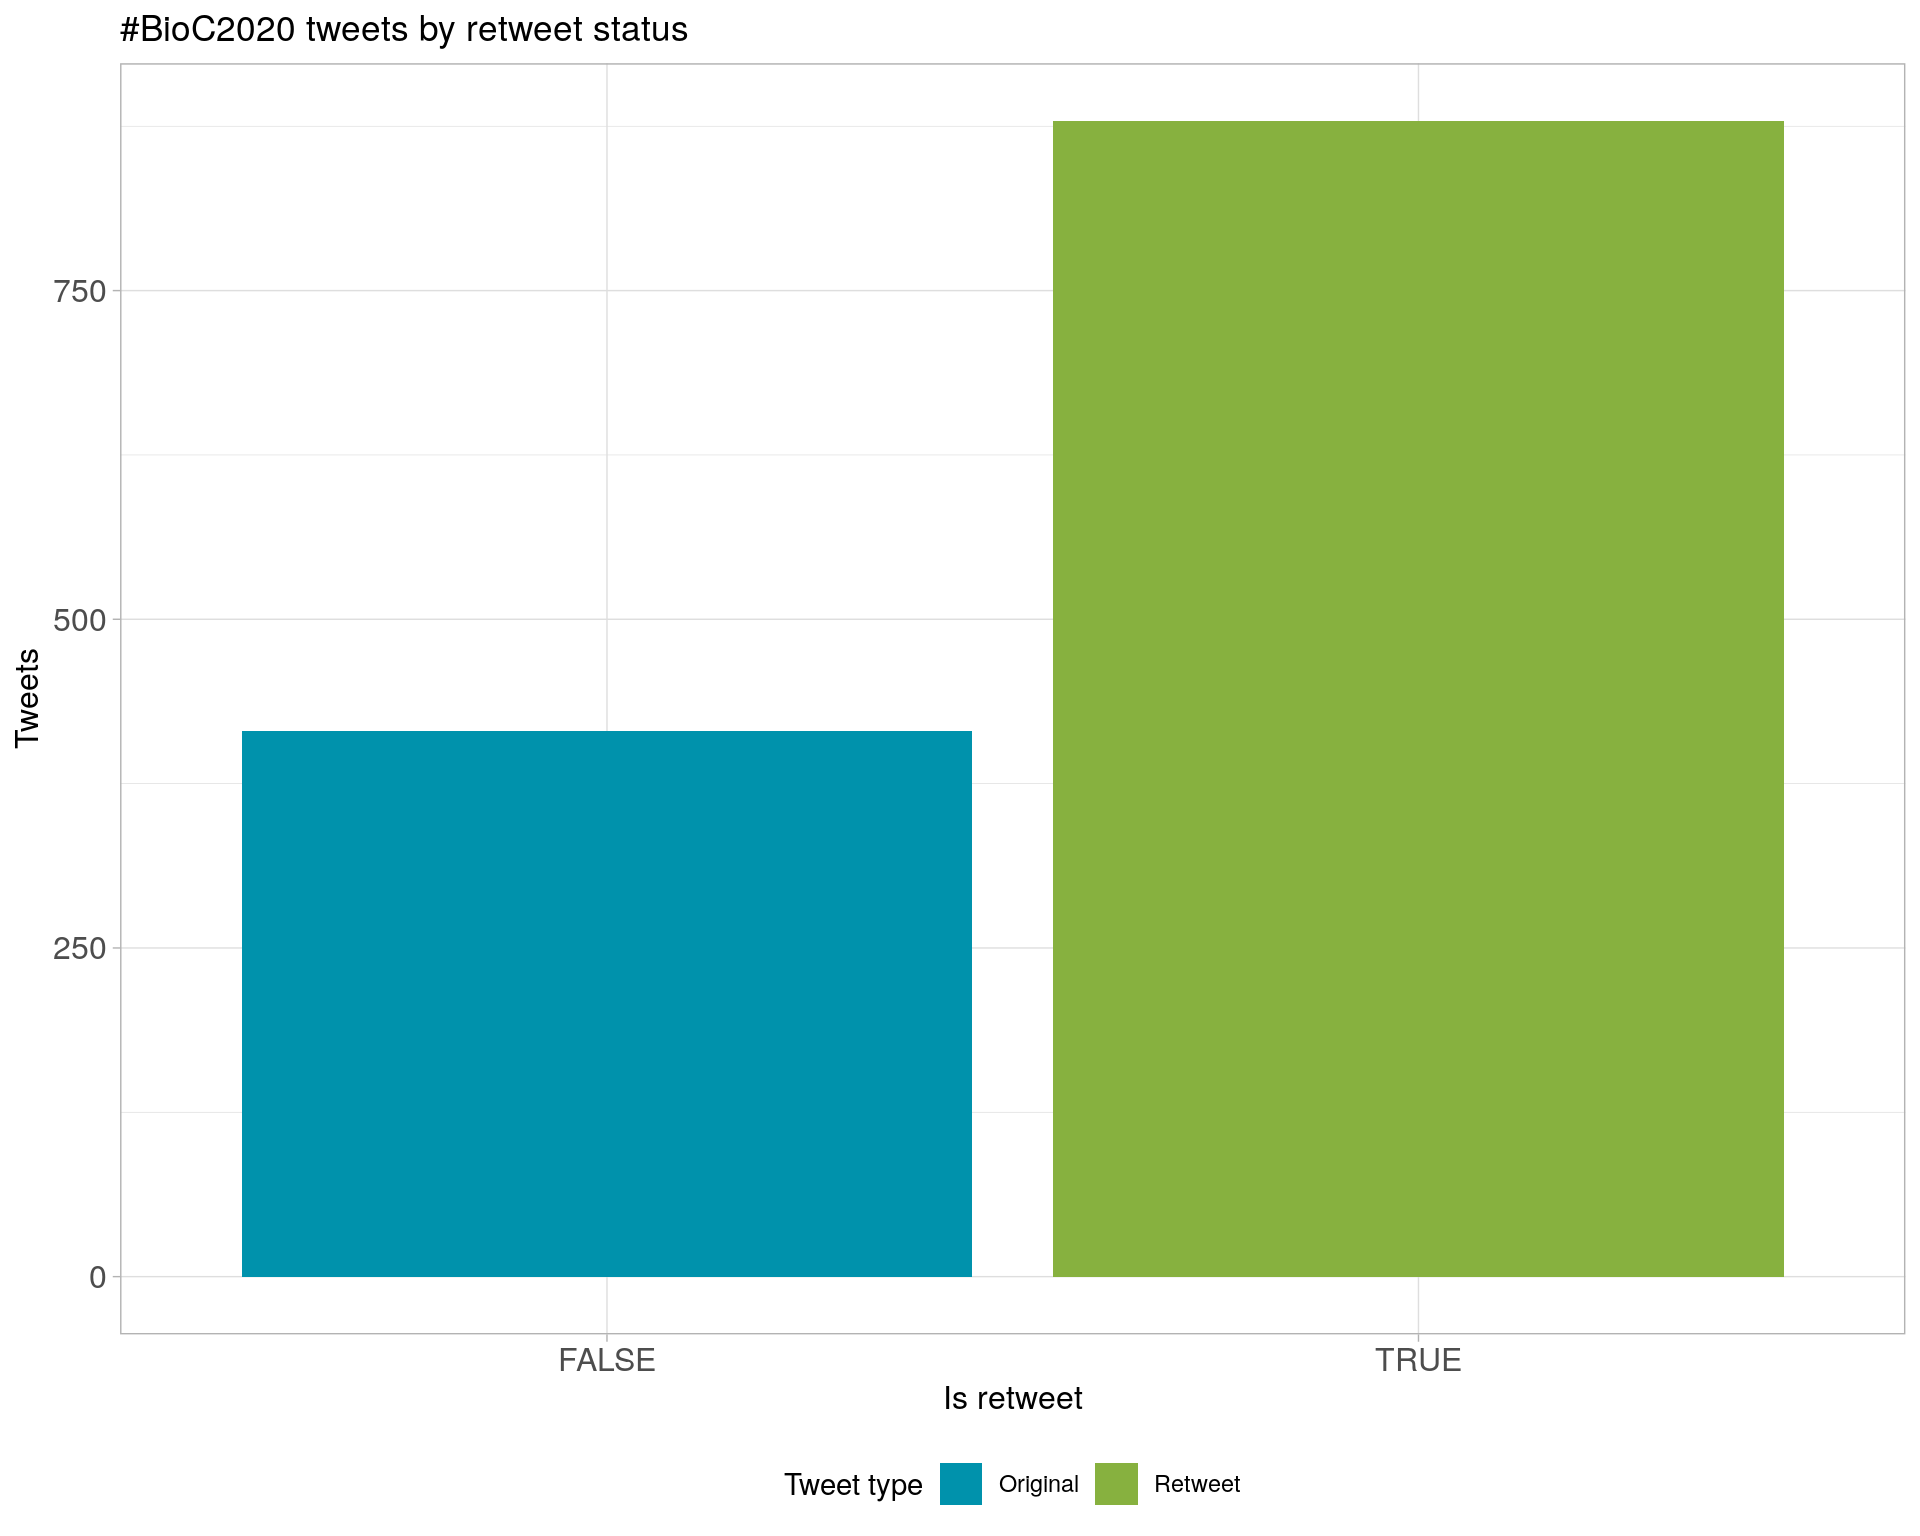 #BioC2020 tweets by retweet status
Tweets
750
500
250
0
FALSE TRUE
Is retweet
Tweet type Original Retweet